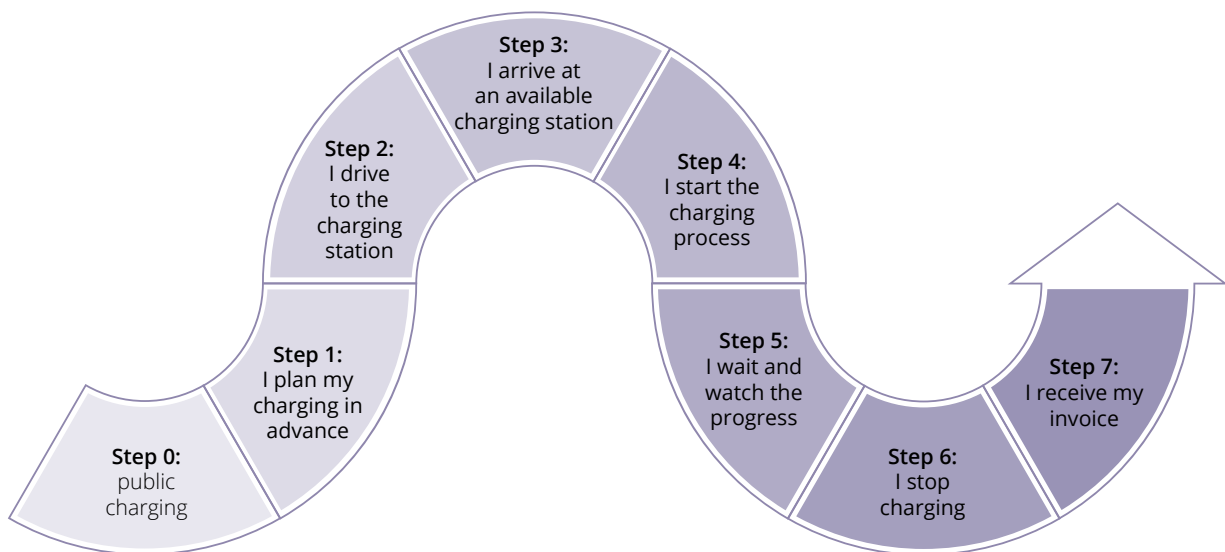 Step 0:
public
charging
Step 1:
I plan my
charging in
advance
Step 2:
I drive
to the
charging
station
Step 3:
I arrive at
an available
charging station
Step 4:
I start the
charging
process
Step 5:
I wait and
watch the
progress
Step 6:
I stop
charging
Step 7:
I receive my
invoice